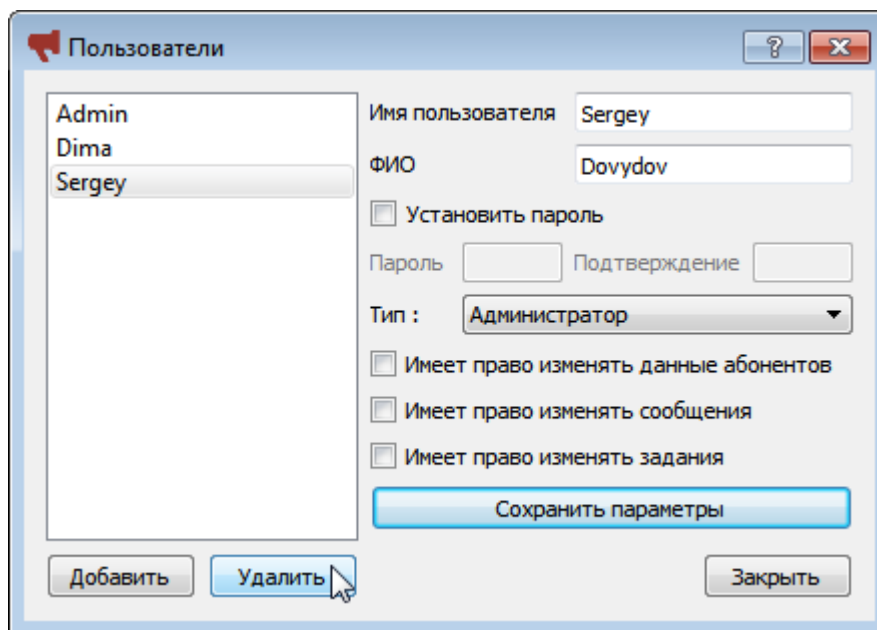 Пользователи
Admin
Dima
Sergey
Имя пользователя Sergey
ФИО Dovydov
Установить пароль
Пароль Подтверждение
Тип : Администратор
Имеет право изменять данные абонентов
Имеет право изменять сообщения
Имеет право изменять задания
Сохранить параметры
Добавить Удалить Закрыть